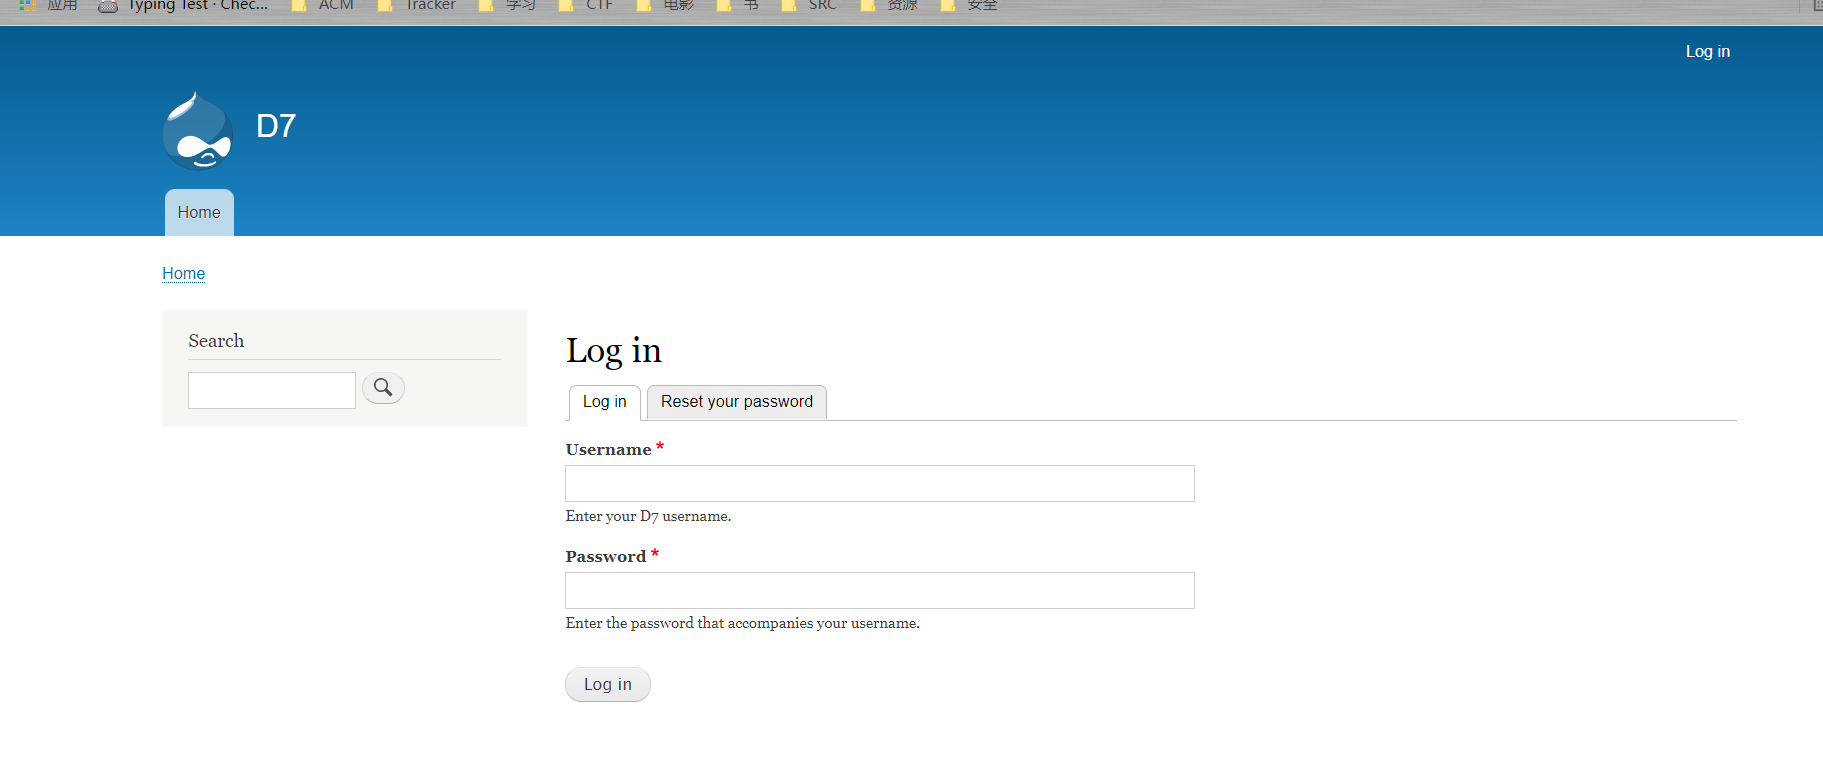 应用 Typing Test · Chec... ACM Tracker 学习 CTF 电影 书 SRC 资源 安全
Log in
D7
Home
Home
Search
Log in
Log in Reset your password
Username *
Enter your D7 username.
Password *
Enter the password that accompanies your username.
Log in